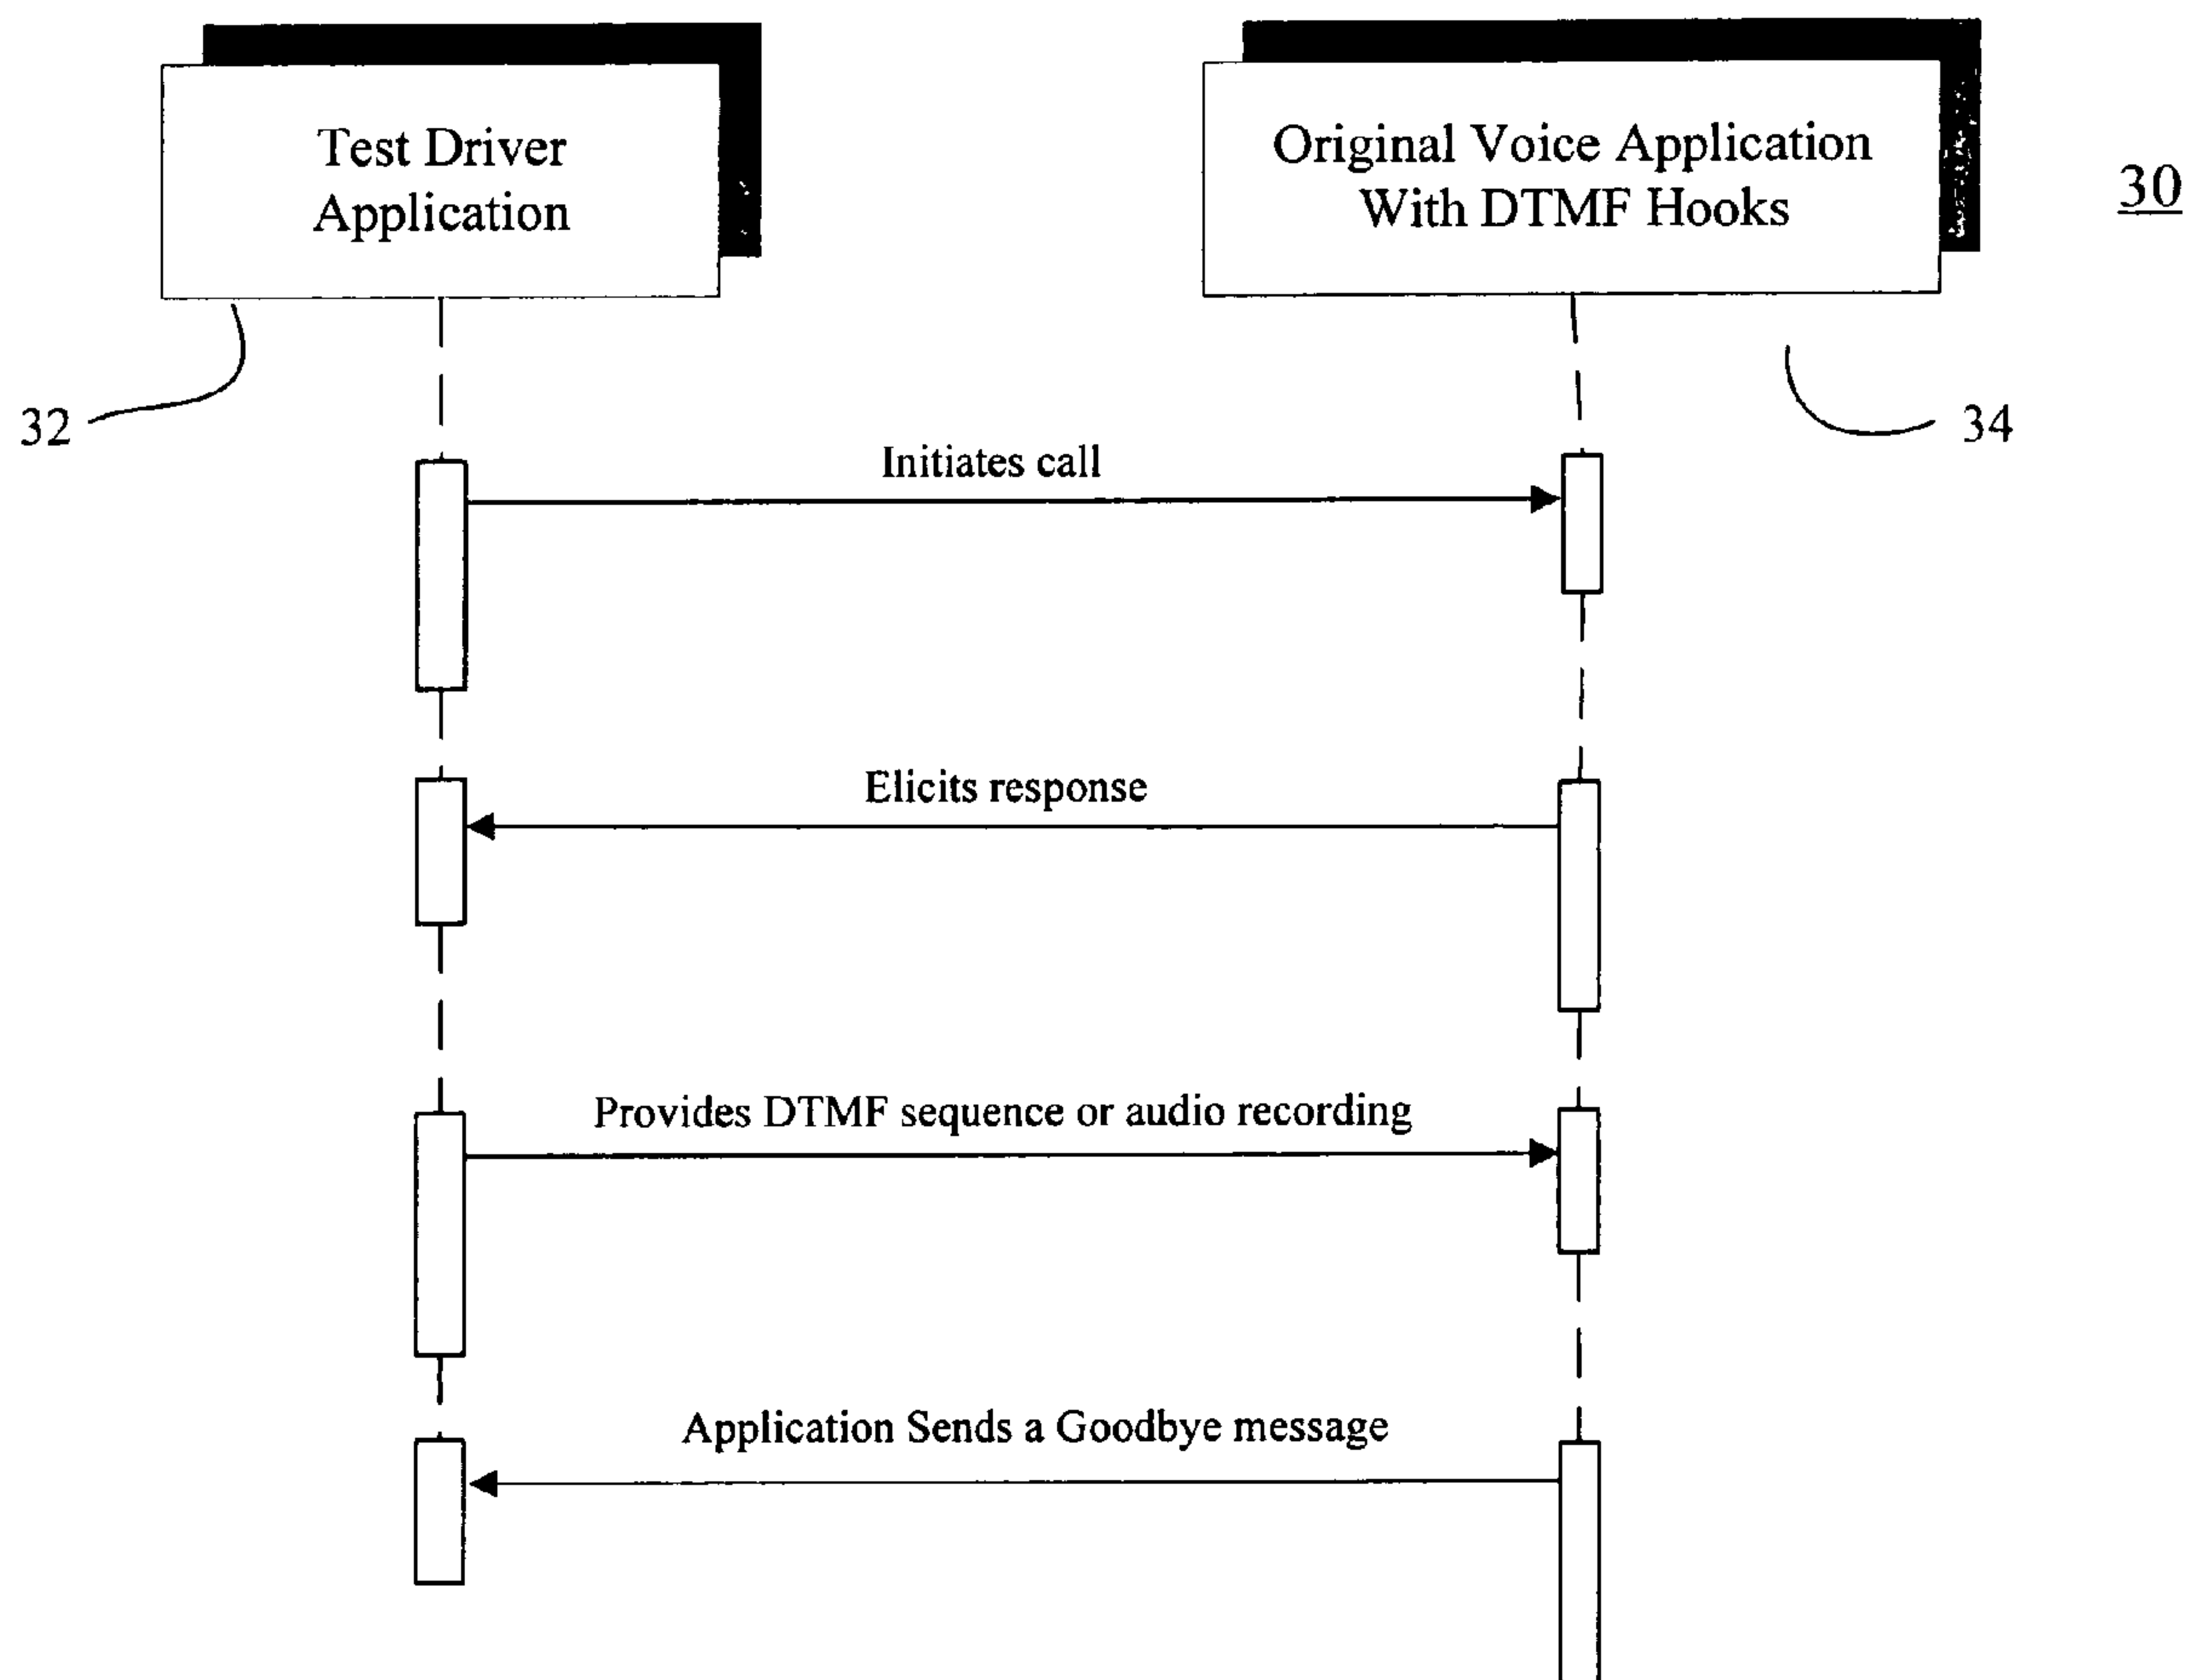 Test Driver
Application
Original Voice Application
With DTMF Hooks
30
32
34
Initiates call
Elicits response
Provides DTMF sequence or audio recording
Application Sends a Goodbye message